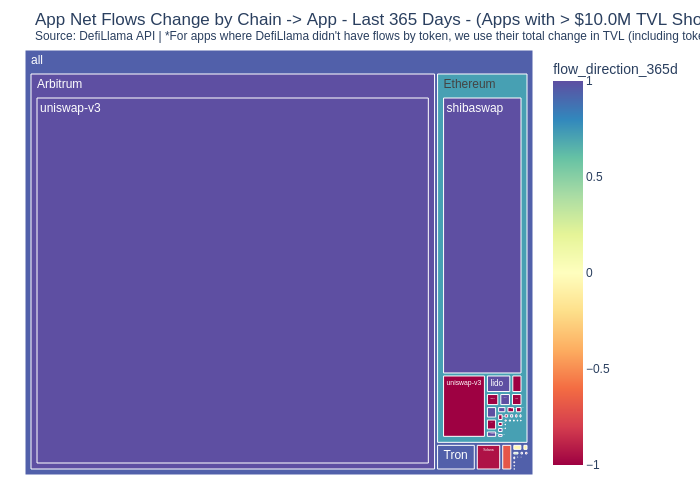 App Net Flows Change by Chain -> App - Last 365 Days - (Apps with > $10.0M TVL Sho
Source: DefiLlama API | *For apps where DefiLlama didn't have flows by token, we use their total change in TVL (including toke
all
Arbitrum
uniswap-v3
Ethereum
shibaswap
uniswap-v3
lido
Tron
flow_direction_365d
1
0.5
0
−0.5
−1